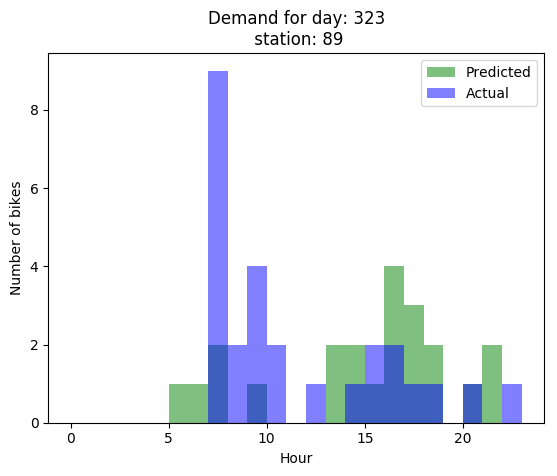 Demand for day: 323
station: 89
Predicted
Actual
Number of bikes
8
6
4
2
0
0
5
10
15
20
Hour